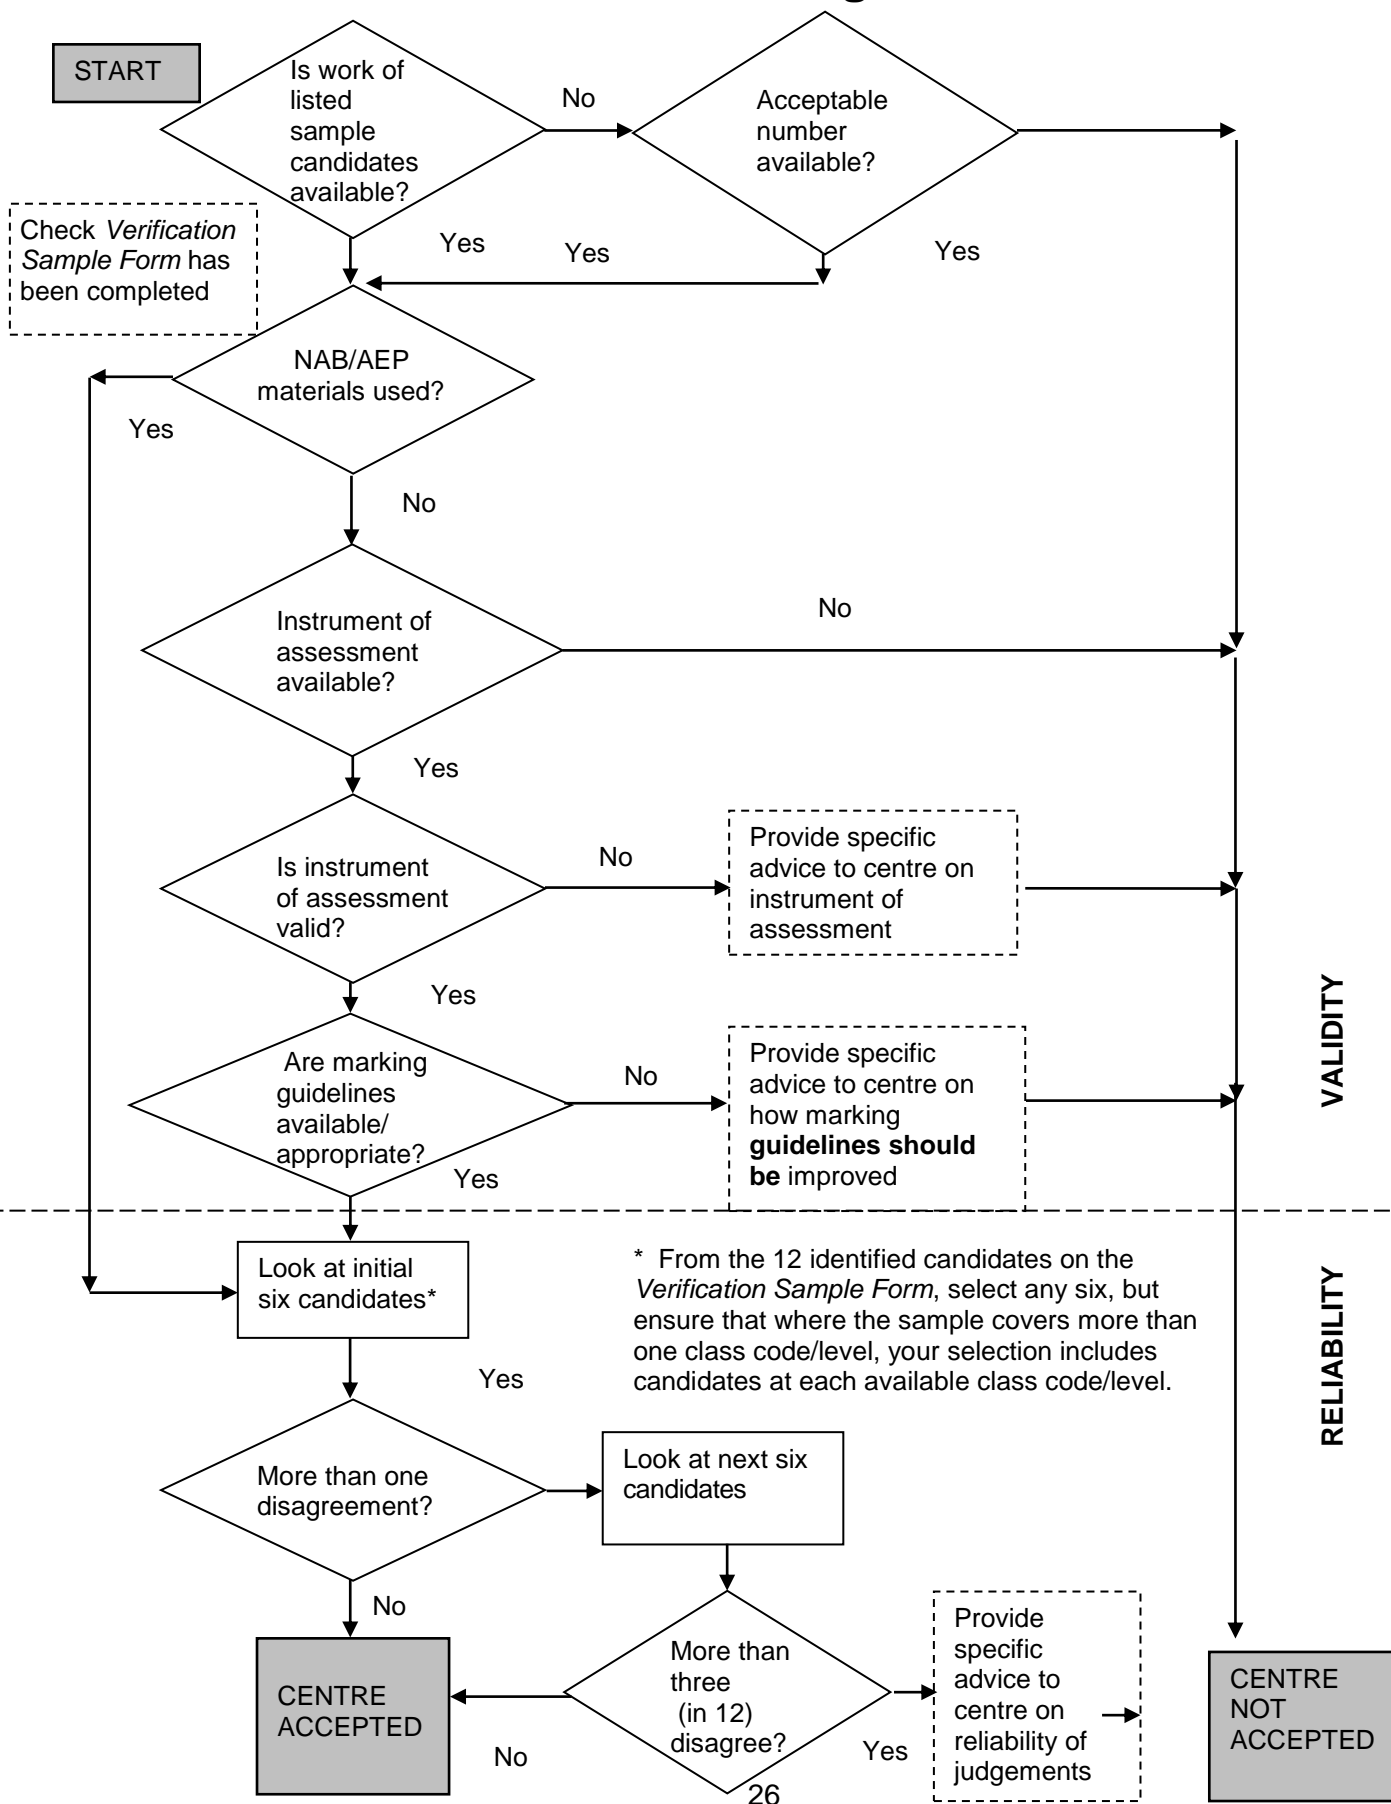 START
Is work of
listed
sample
candidates
available?
No
Acceptable
number
available?
Check Verification
Sample Form has
been completed
Yes
Yes
Yes
NAB/AEP
materials used?
Yes
No
Instrument of
assessment
available?
No
Yes
Is instrument
of assessment
valid?
No
Provide specific
advice to centre on
instrument of
assessment
Yes
Are marking
guidelines
available/
appropriate?
No
Provide specific
advice to centre on
how marking
guidelines should
be improved
Yes
VALIDITY
Look at initial
six candidates*
* From the 12 identified candidates on the
Verification Sample Form, select any six, but
ensure that where the sample covers more than
one class code/level, your selection includes
candidates at each available class code/level.
RELIABILITY
Yes
More than one
disagreement?
Look at next six
candidates
No
CENTRE
ACCEPTED
More than
three
(in 12)
disagree?
No
Yes
Provide
specific
advice to
centre on
reliability of
judgements
CENTRE
NOT
ACCEPTED
26